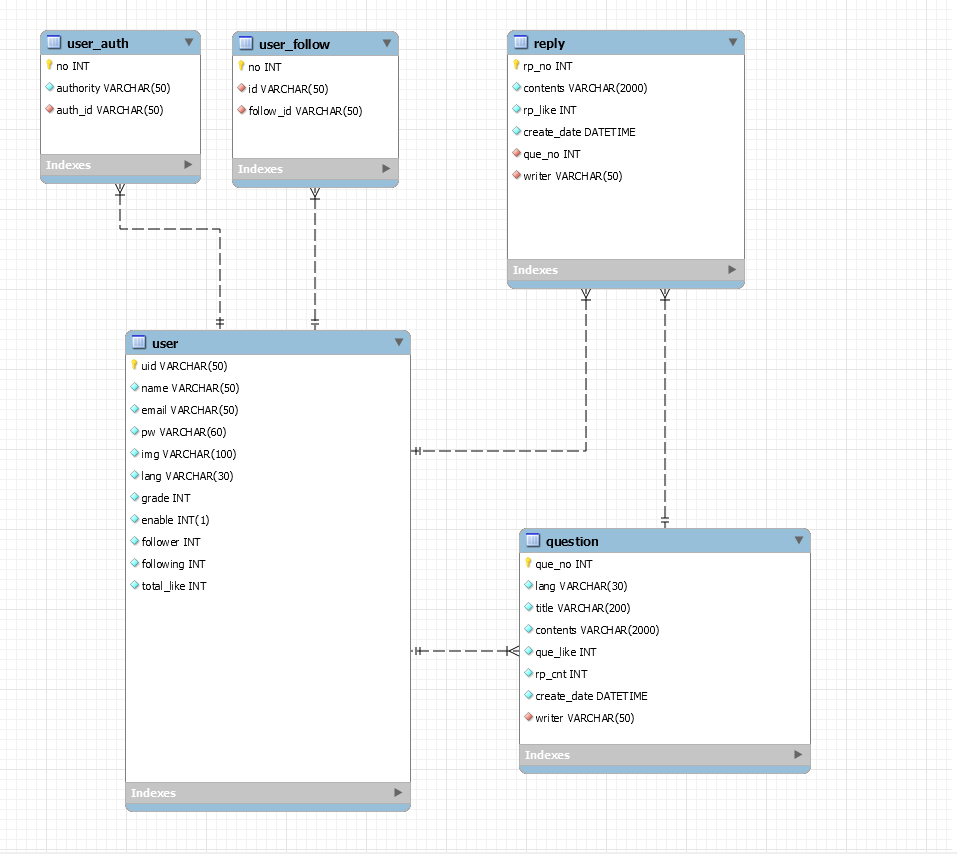 user_auth
no INT
authority VARCHAR(50)
auth_id VARCHAR(50)
Indexes
user_follow
no INT
id VARCHAR(50)
follow_id VARCHAR(50)
Indexes
reply
rp_no INT
contents VARCHAR(2000)
rp_like INT
create_date DATETIME
que_no INT
writer VARCHAR(50)
Indexes
user
uid VARCHAR(50)
name VARCHAR(50)
email VARCHAR(50)
pw VARCHAR(60)
img VARCHAR(100)
lang VARCHAR(30)
grade INT
enable INT(1)
follower INT
following INT
total_like INT
Indexes
question
que_no INT
lang VARCHAR(30)
title VARCHAR(200)
contents VARCHAR(2000)
que_like INT
rp_cnt INT
create_date DATETIME
writer VARCHAR(50)
Indexes